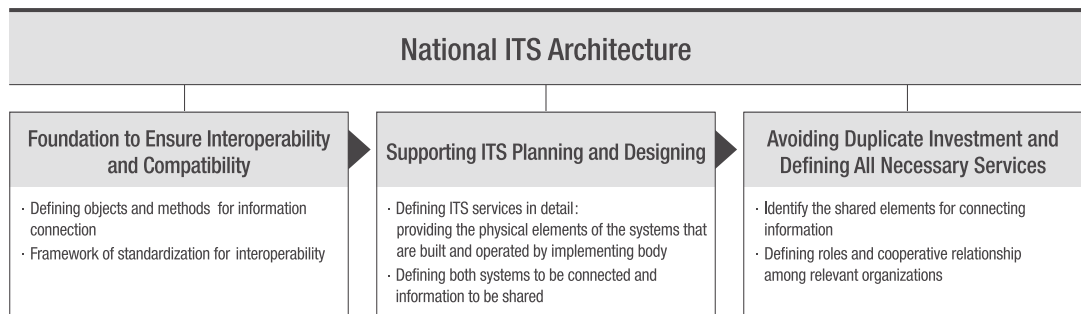 National ITS Architecture
Foundation to Ensure Interoperability
and Compatibility
· Defining objects and methods for information
connection
· Framework of standardization for interoperability
Supporting ITS Planning and Designing
· Defining ITS services in detail:
providing the physical elements of the systems that
are built and operated by implementing body
· Defining both systems to be connected and
information to be shared
Avoiding Duplicate Investment and
Defining All Necessary Services
· Identify the shared elements for connecting
information
· Defining roles and cooperative relationship
among relevant organizations